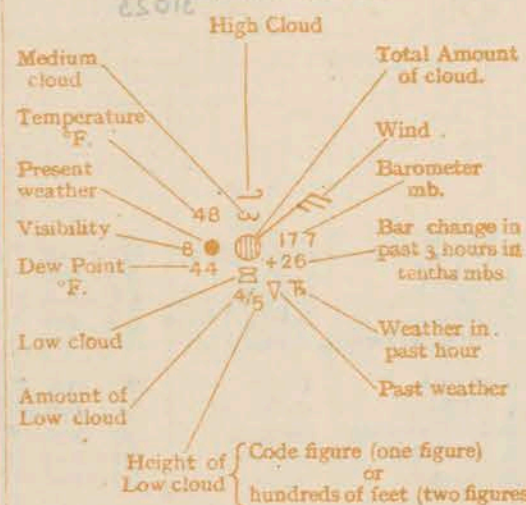 High Cloud
Medium
cloud
Total Amount
of cloud.
Temperature
°F.
Wind
Present
weather
Barometer
mb.
48
Visibility
8
177
Bar change in
past 3 hours in
tenths mbs
+26
Dew Point
°F.
44
4/5
Low cloud
Weather in
past hour
Amount of
Low cloud
Past weather
Height of
Low cloud
Code figure (one figure)
or
hundreds of feet (two figures